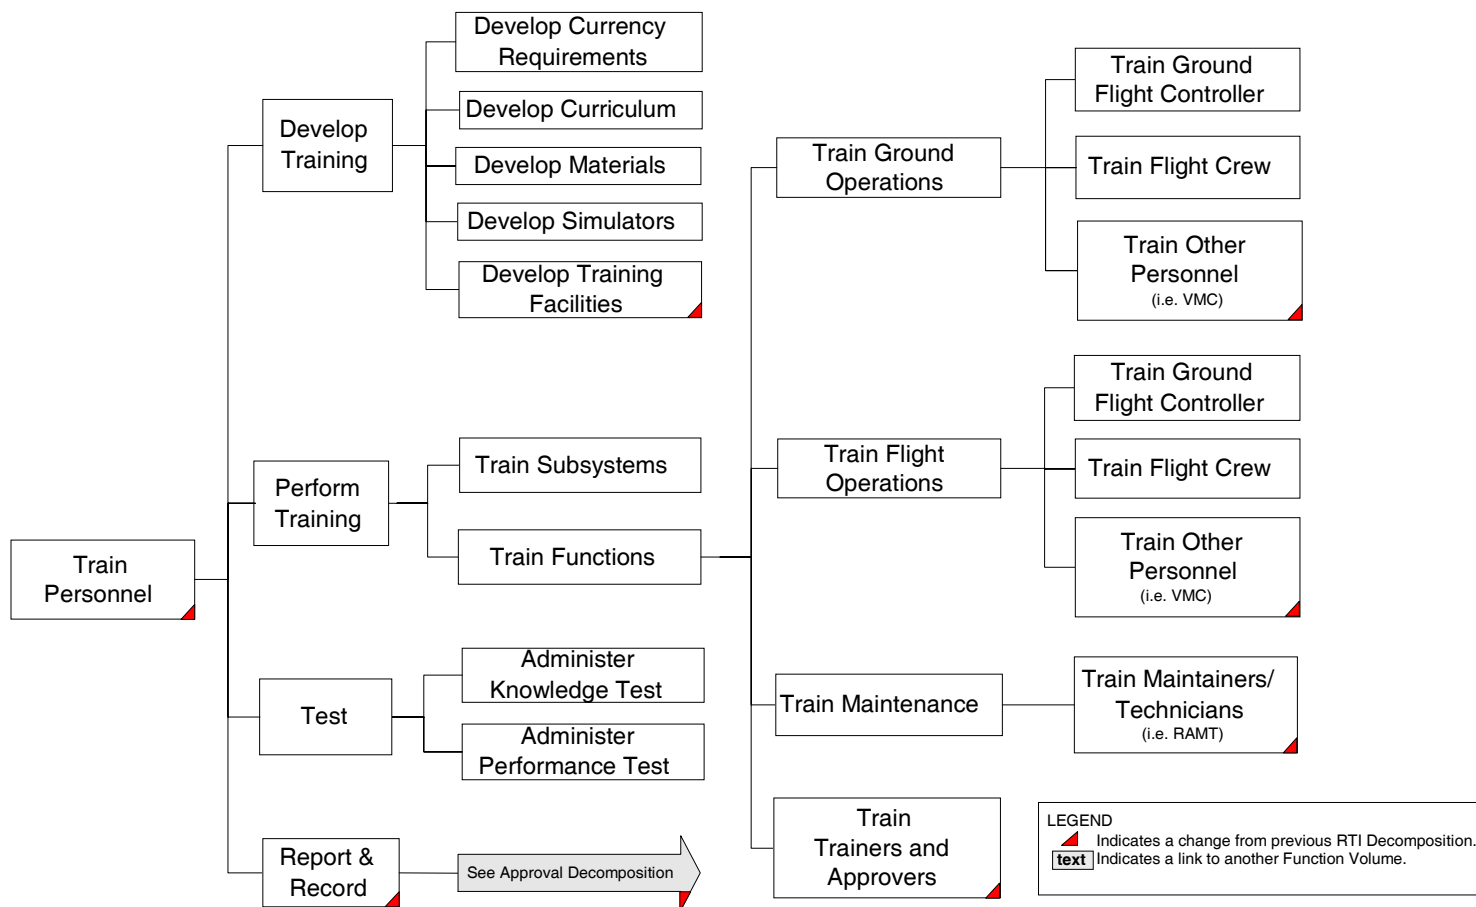 Develop Currency
Requirements
Develop Curriculum
Develop Materials
Develop Simulators
Develop Training
Facilities
Develop
Training
Train Ground
Operations
Train Ground
Flight Controller
Train Flight Crew
Train Other
Personnel
(i.e. VMC)
Train
Personnel
Perform
Training
Train Subsystems
Train Functions
Train Flight
Operations
Train Ground
Flight Controller
Train Flight Crew
Train Other
Personnel
(i.e. VMC)
Test
Administer
Knowledge Test
Administer
Performance Test
Train Maintenance
Train Maintainers/
Technicians
(i.e. RAMT)
Report &
Record
See Approval Decomposition
Train
Trainers and
Approvers
LEGEND
Indicates a change from previous RTI Decomposition.
text Indicates a link to another Function Volume.